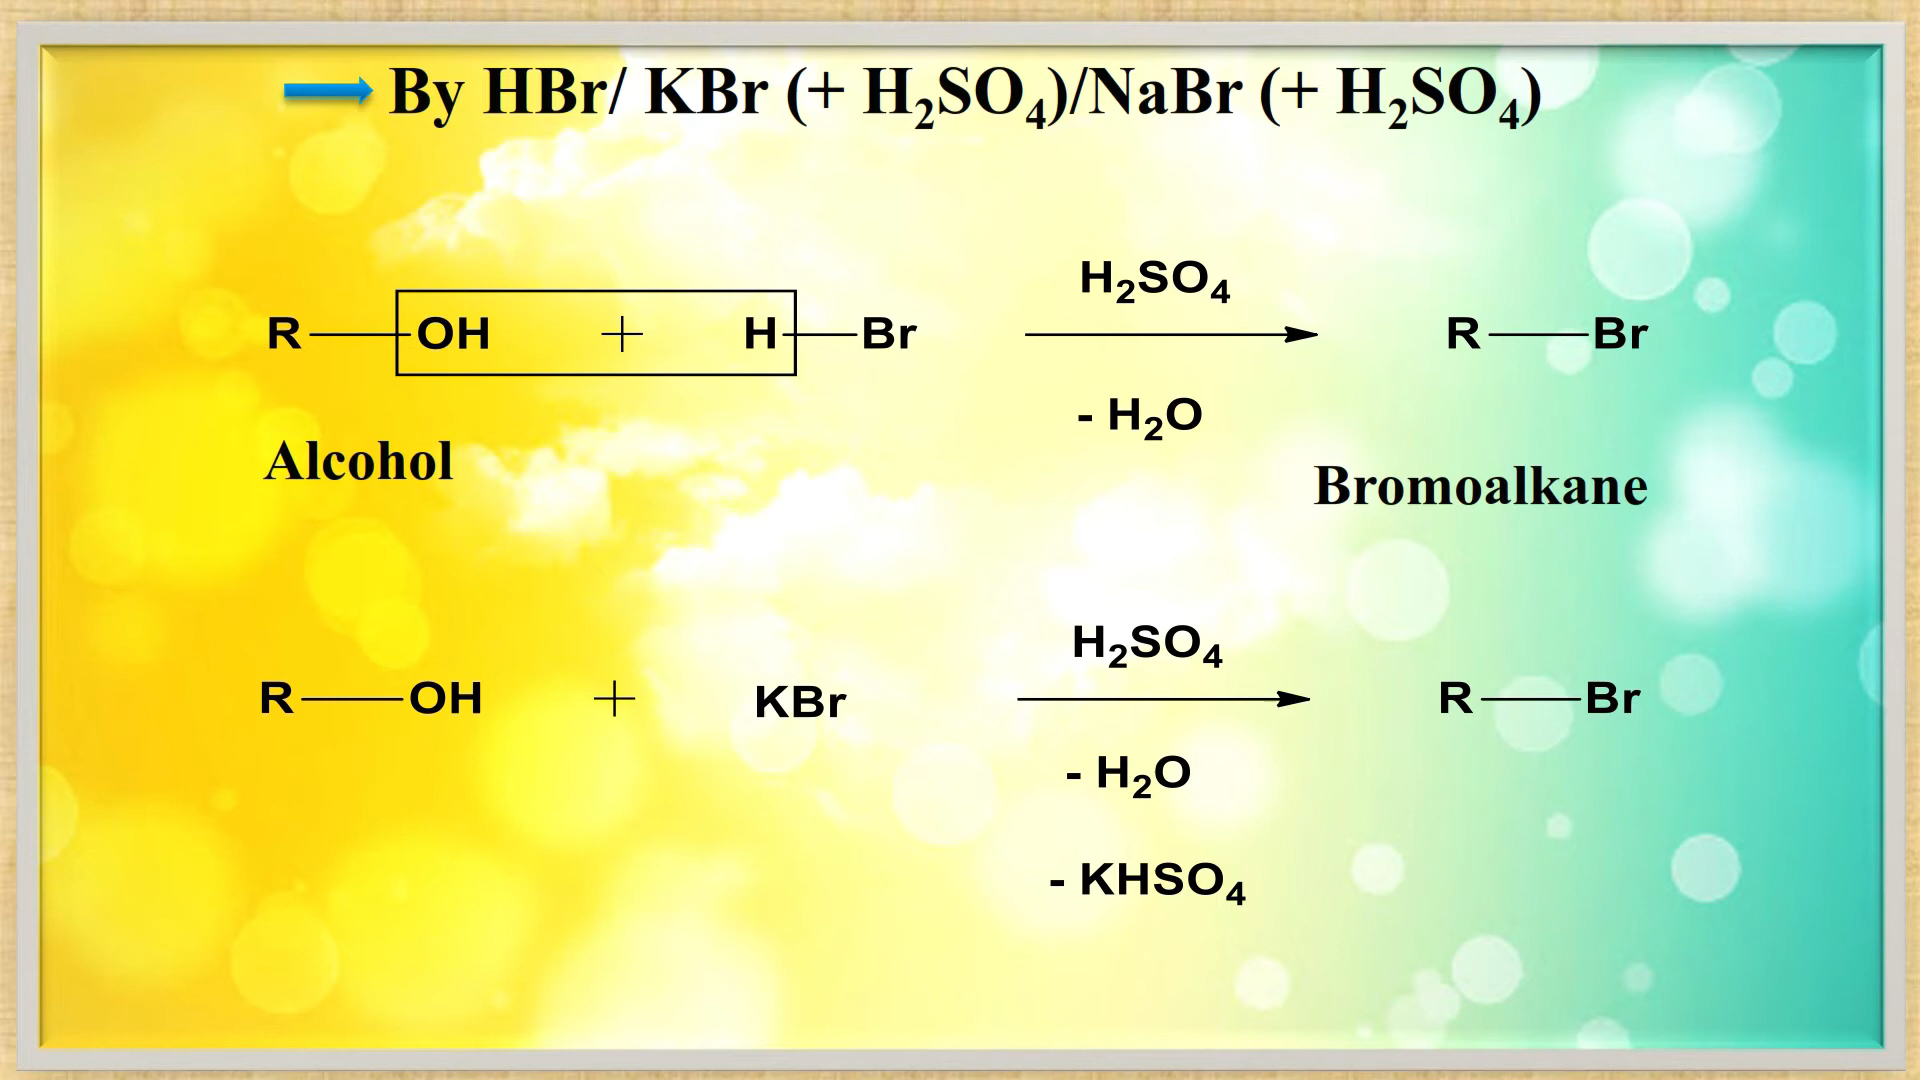 By HBr/ KBr (+ H₂SO₄)/NaBr (+ H₂SO₄)
H₂SO₄
R—OH + H—Br → R—Br
- H₂O
Alcohol
Bromoalkane
H₂SO₄
R—OH + KBr → R—Br
- H₂O
- KHSO₄